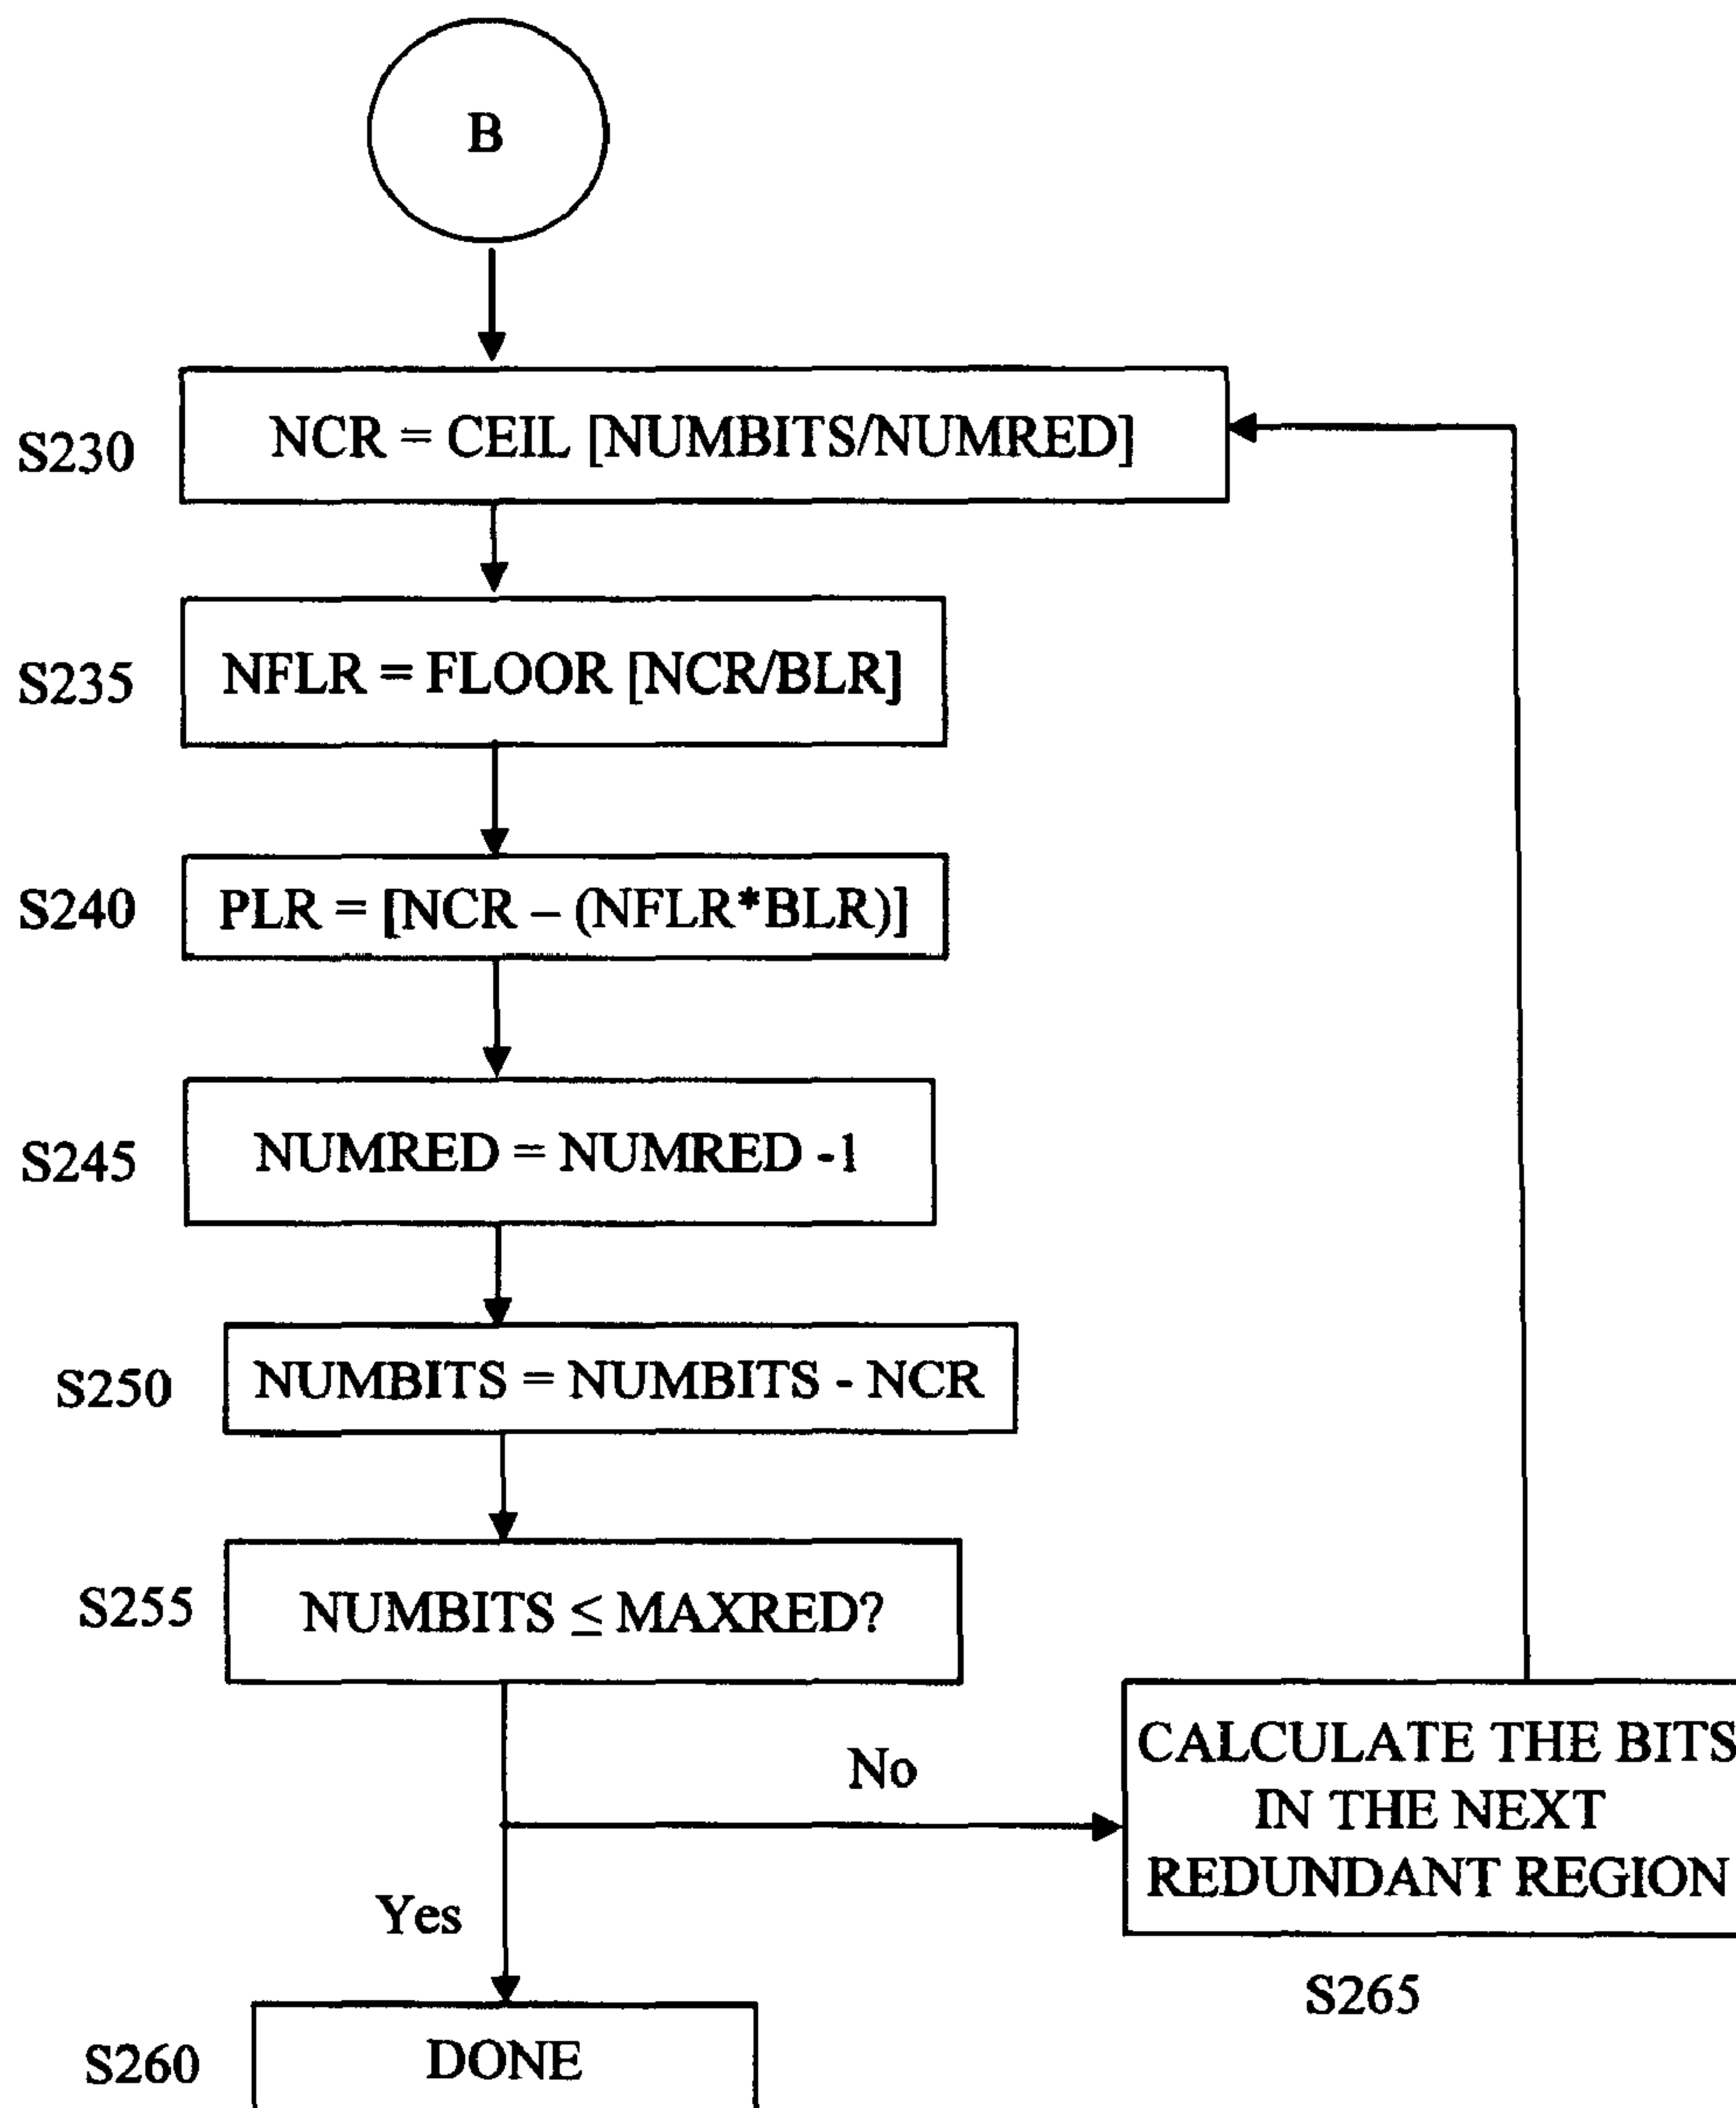 B
S230
NCR = CEIL [NUMBITS/NUMRED]
S235
NFLR = FLOOR [NCR/BLR]
S240
PLR = [NCR – (NFLR*BLR)]
S245
NUMRED = NUMRED -1
S250
NUMBITS = NUMBITS - NCR
S255
NUMBITS ≤ MAXRED?
No
CALCULATE THE BITS
IN THE NEXT
REDUNDANT REGION
S265
Yes
S260
DONE